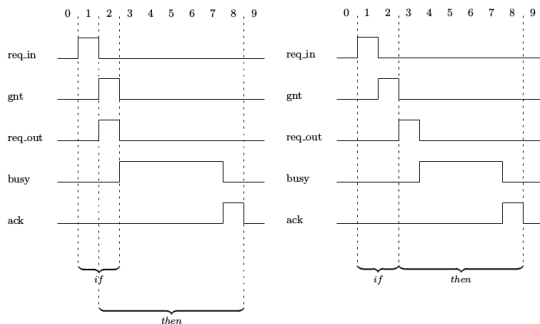 0 1 2 3 4 5 6 7 8 9
req_in
gnt
req_out
busy
ack
if
then
0 1 2 3 4 5 6 7 8 9
req_in
gnt
req_out
busy
ack
if
then